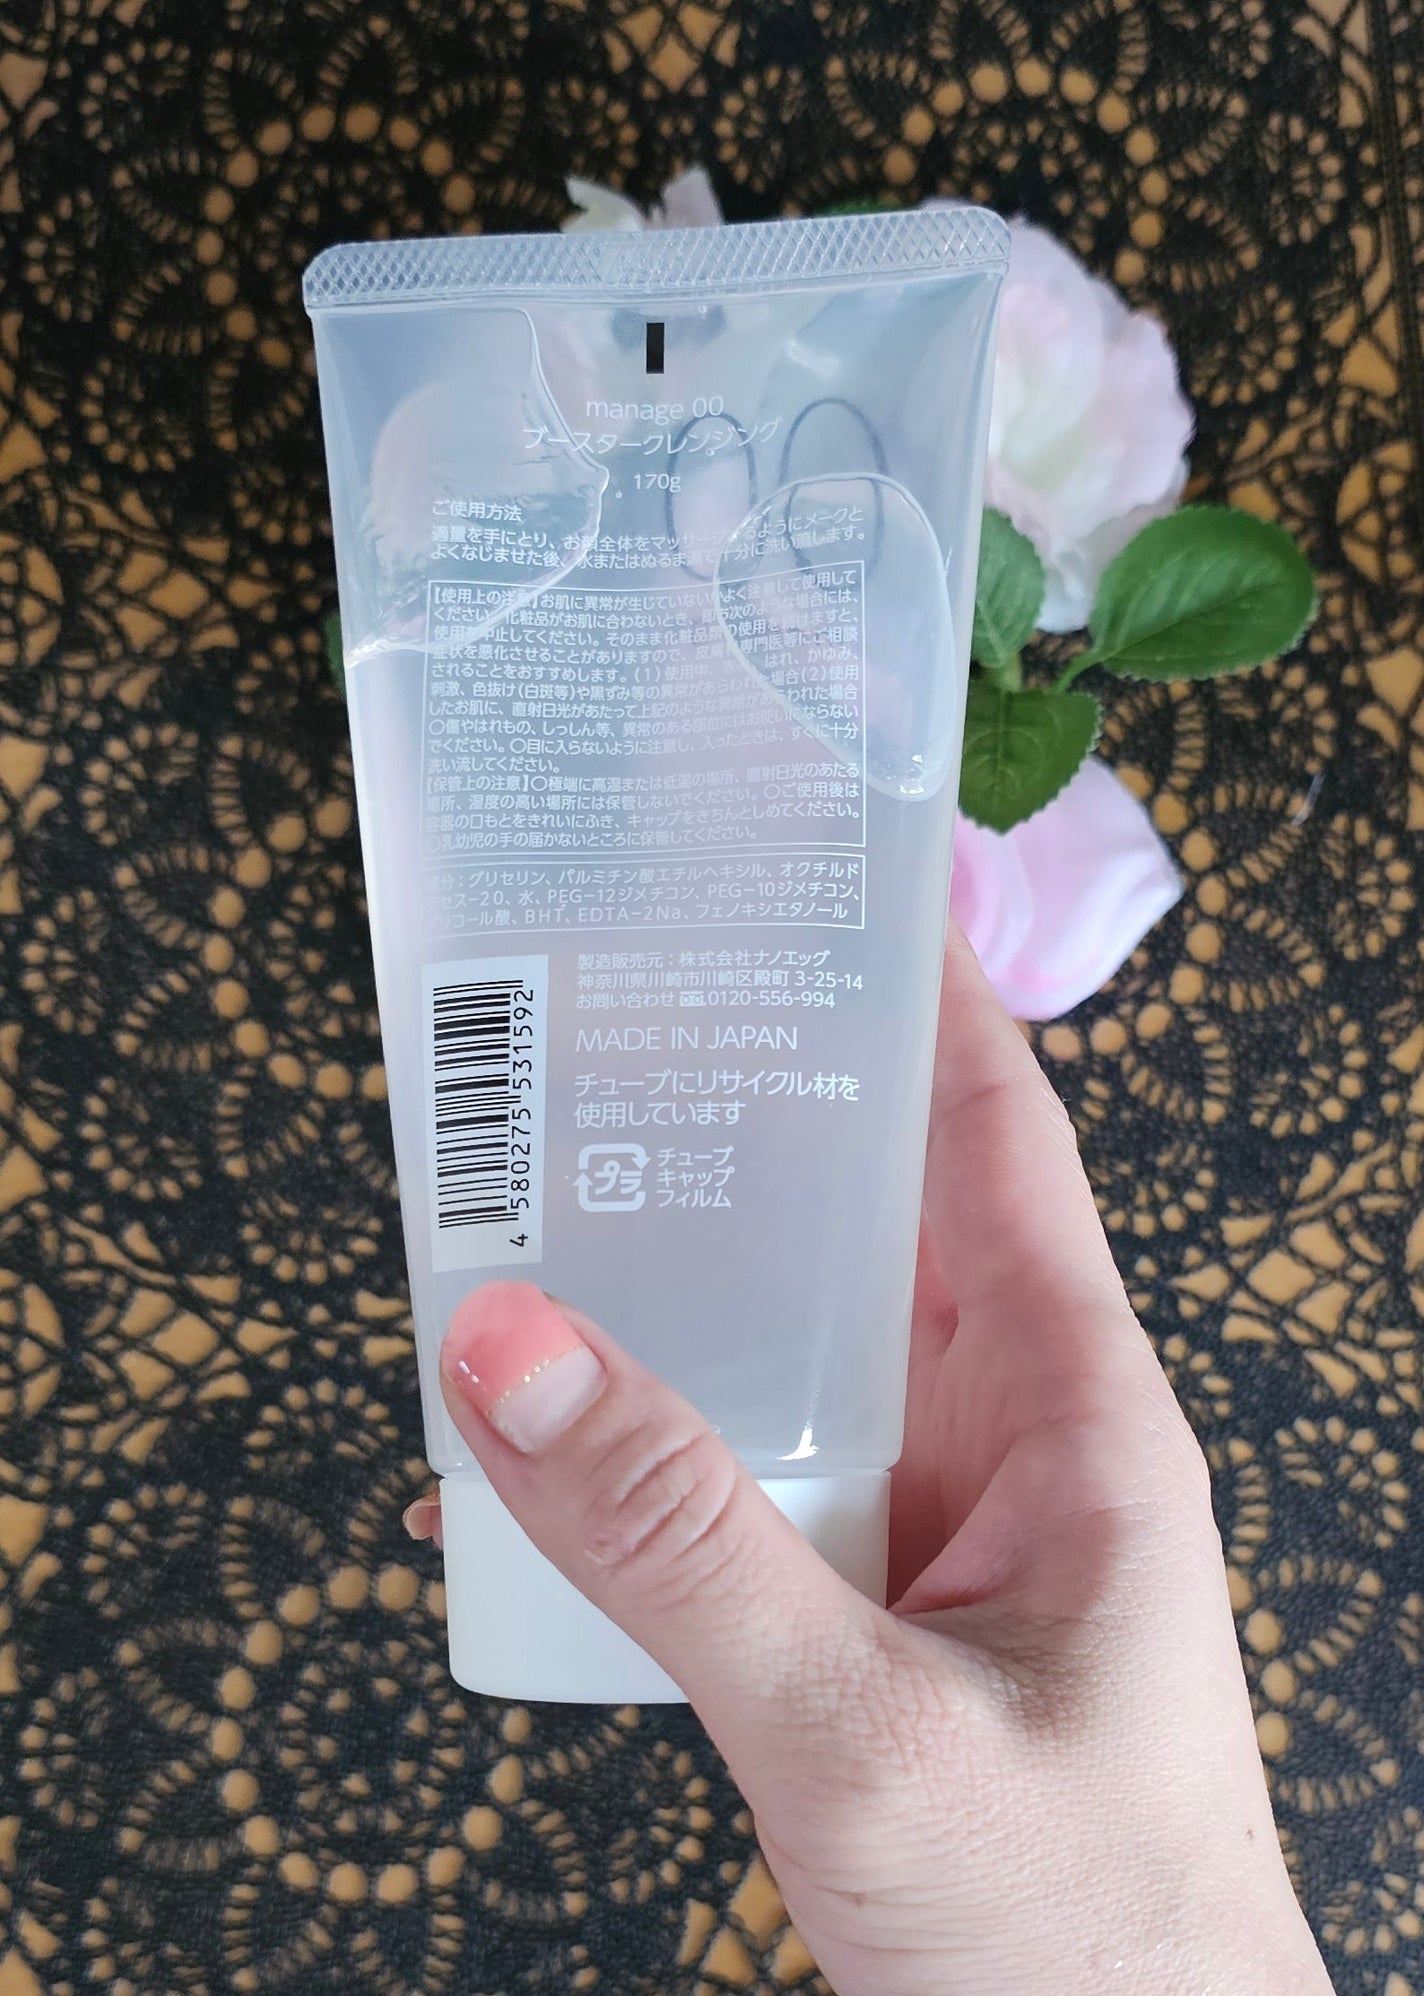 manage 00
ブースタークレンジング
170g
ご使用方法
適量を手にとり、お顔全体をマッサージするようにメークと
よくなじませた後、水またはぬるま湯で十分に洗い流します。
【使用上の注意】お肌に異常が生じていないかよく注意して使用して
ください。化粧品がお肌に合わないとき、即ち次のような場合には、
使用を中止してください。そのまま化粧品類の使用を続けますと、
症状を悪化させることがありますので、皮膚科専門医等にご相談
されることをおすすめします。(1)使用中、赤み、はれ、かゆみ、
刺激、色抜け(白斑等)や黒ずみ等の異常があらわれた場合(2)使用
したお肌に、直射日光があたって上記のような異常があらわれた場合
○傷やはれもの、しっしん等、異常のある部位にはお使いにならない
でください。○目に入らないように注意し、入ったときは、すぐに十分
洗い流してください。
【保管上の注意】○極端に高温または低温の場所、直射日光のあたる
場所、湿度の高い場所には保管しないでください。○ご使用後は
容器の口もとをきれいにふき、キャップをきちんとしめてください。
○乳幼児の手の届かないところに保管してください。
成分：グリセリン、パルミチン酸エチルヘキシル、オクチルド
デセス-20、水、PEG-12ジメチコン、PEG-10ジメチコン、
グリコール酸、BHT、EDTA-2Na、フェノキシエタノール
製造販売元：株式会社ナノエッグ
神奈川県川崎市川崎区殿町 3-25-14
お問い合わせ 0120-556-994
MADE IN JAPAN
チューブにリサイクル材を
使用しています
プラ
チューブ
キャップ
フィルム
4 580275 531592